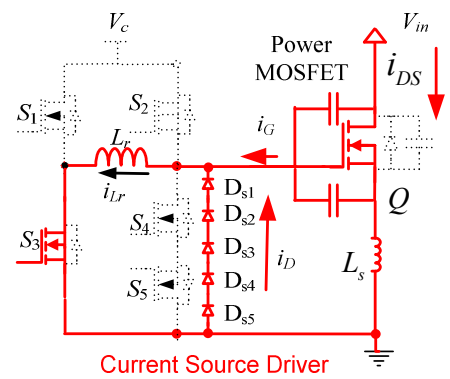 V_c
V_in
Power
MOSFET
i_DS
S_1
S_2
L_r
i_G
i_Lr
D_s1
Q
S_3
S_4
D_s2
D_s3
i_D
L_s
S_5
D_s4
D_s5
Current Source Driver